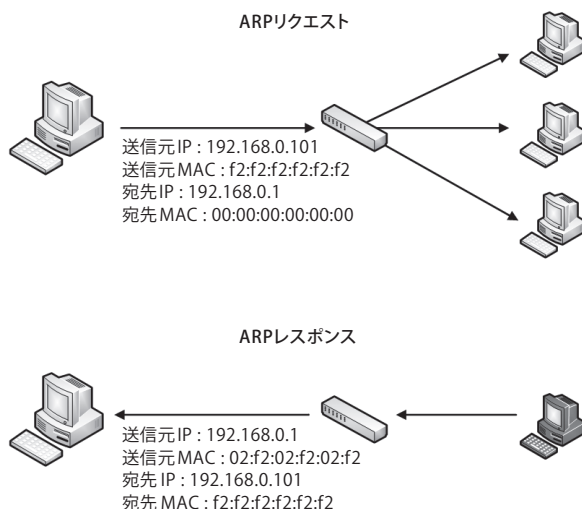 ARPリクエスト
送信元IP : 192.168.0.101
送信元MAC : f2:f2:f2:f2:f2:f2
宛先IP : 192.168.0.1
宛先MAC : 00:00:00:00:00:00
ARPレスポンス
送信元IP : 192.168.0.1
送信元MAC : 02:f2:02:f2:02:f2
宛先IP : 192.168.0.101
宛先MAC : f2:f2:f2:f2:f2:f2